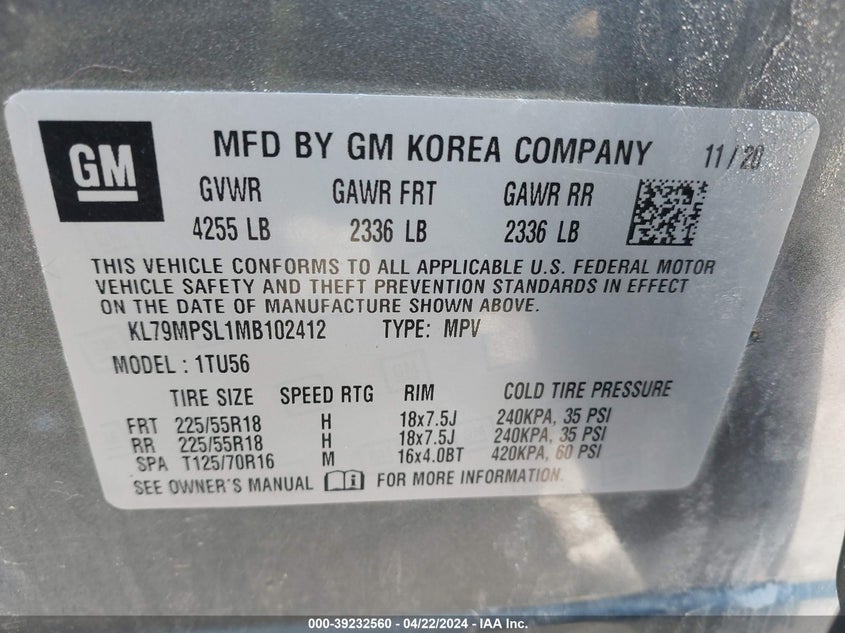 GM
MFD BY GM KOREA COMPANY 11/20
GVWR GAWR FRT GAWR RR
4255 LB 2336 LB 2336 LB
THIS VEHICLE CONFORMS TO ALL APPLICABLE U.S. FEDERAL MOTOR
VEHICLE SAFETY AND THEFT PREVENTION STANDARDS IN EFFECT
ON THE DATE OF MANUFACTURE SHOWN ABOVE.
KL79MPSL1MB102412 TYPE: MPV
MODEL : 1TU56
TIRE SIZE SPEED RTG RIM COLD TIRE PRESSURE
FRT 225/55R18 H 18x7.5J 240KPA, 35 PSI
RR 225/55R18 H 18x7.5J 240KPA, 35 PSI
SPA T125/70R16 M 16x4.0BT 420KPA, 60 PSI
SEE OWNER'S MANUAL FOR MORE INFORMATION.
000-39232560 - 04/22/2024 - IAA Inc.